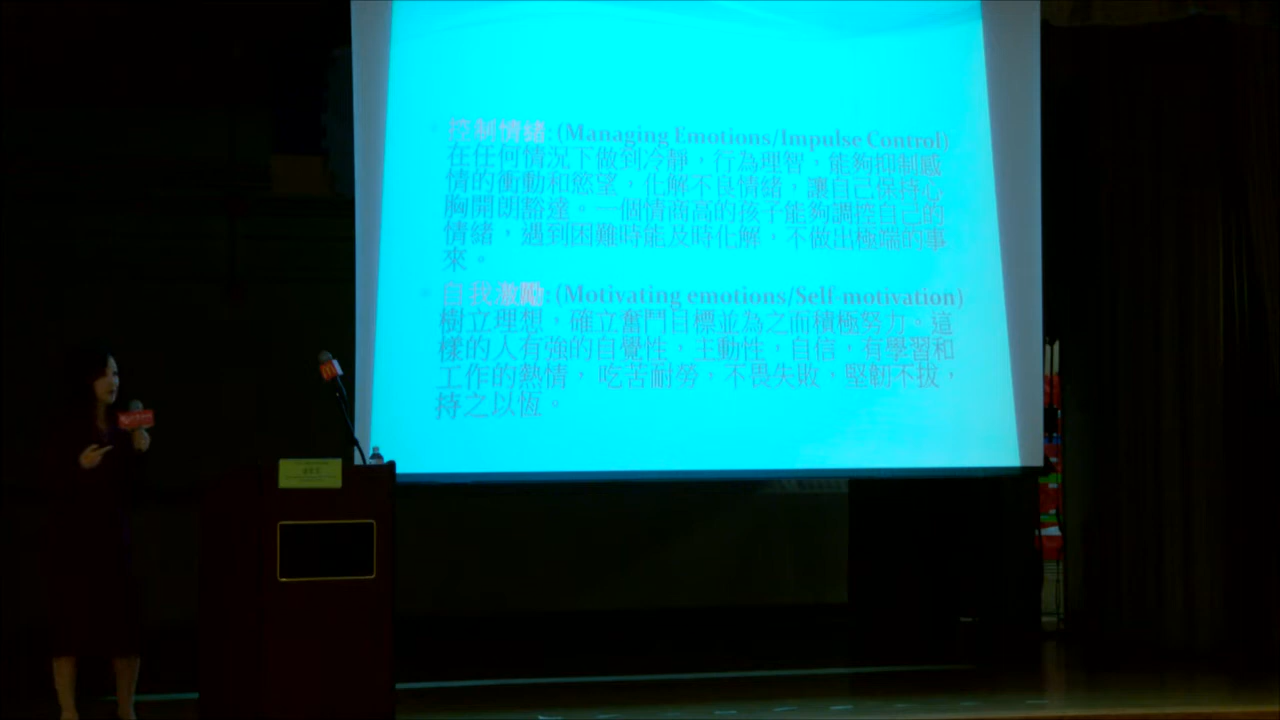 控制情緒: (Managing Emotions/Impulse Control)
在任何情況下做到冷靜，行為理智，能夠抑制感
情的衝動和慾望，化解不良情緒，讓自己保持心
胸開朗豁達。一個情商高的孩子能夠調控自己的
情緒，遇到困難時能及時化解，不做出極端的事
來。
自我激勵: (Motivating emotions/Self-motivation)
樹立理想，確立奮鬥目標並為之而積極努力。這
樣的人有強的自覺性，主動性，自信，有學習和
工作的熱情， 吃苦耐勞，不畏失敗，堅韌不拔，
持之以恆。